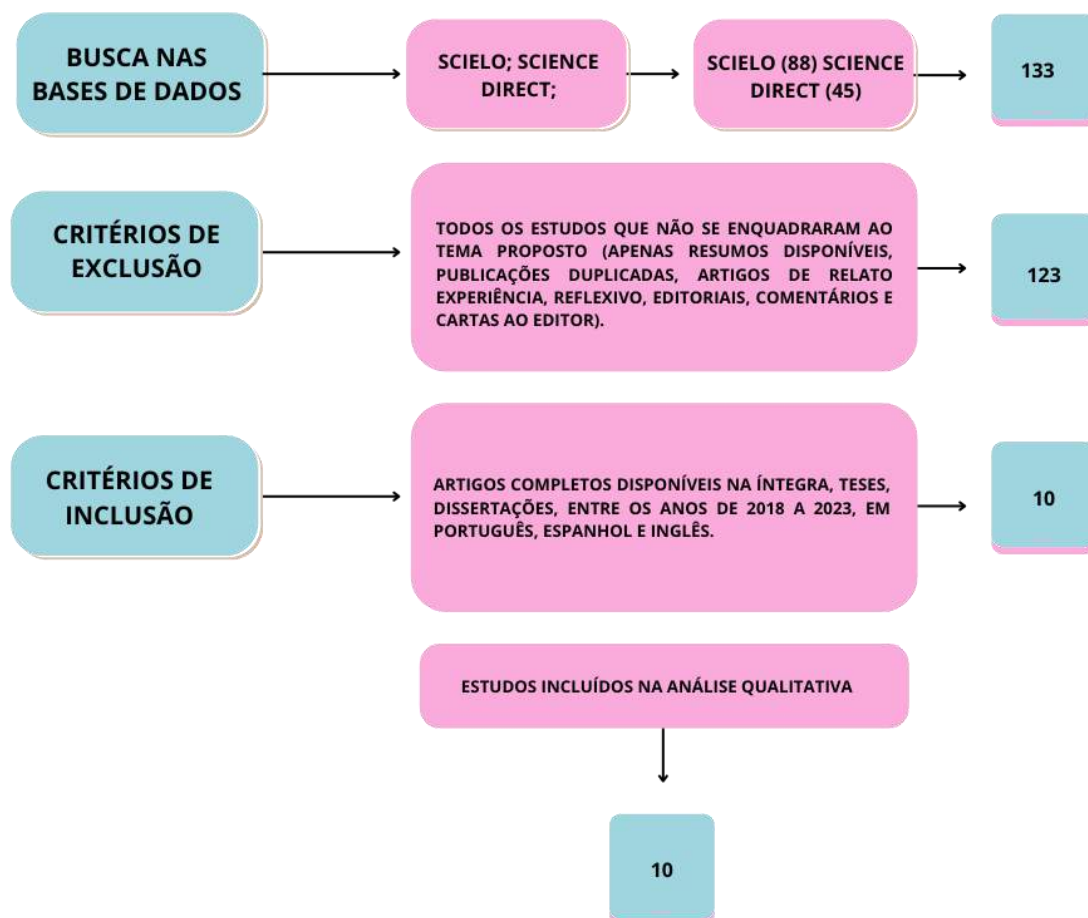 BUSCA NAS
BASES DE DADOS
SCIELO; SCIENCE
DIRECT;
SCIELO (88) SCIENCE
DIRECT (45)
133
CRITÉRIOS DE
EXCLUSÃO
TODOS OS ESTUDOS QUE NÃO SE ENQUADRARAM AO
TEMA PROPOSTO (APENAS RESUMOS DISPONÍVEIS,
PUBLICAÇÕES DUPLICADAS, ARTIGOS DE RELATO
EXPERIÊNCIA, REFLEXIVO, EDITORIAIS, COMENTÁRIOS E
CARTAS AO EDITOR).
123
CRITÉRIOS DE
INCLUSÃO
ARTIGOS COMPLETOS DISPONÍVEIS NA ÍNTEGRA, TESES,
DISSERTAÇÕES, ENTRE OS ANOS DE 2018 A 2023, EM
PORTUGUÊS, ESPANHOL E INGLÊS.
10
ESTUDOS INCLUÍDOS NA ANÁLISE QUALITATIVA
10